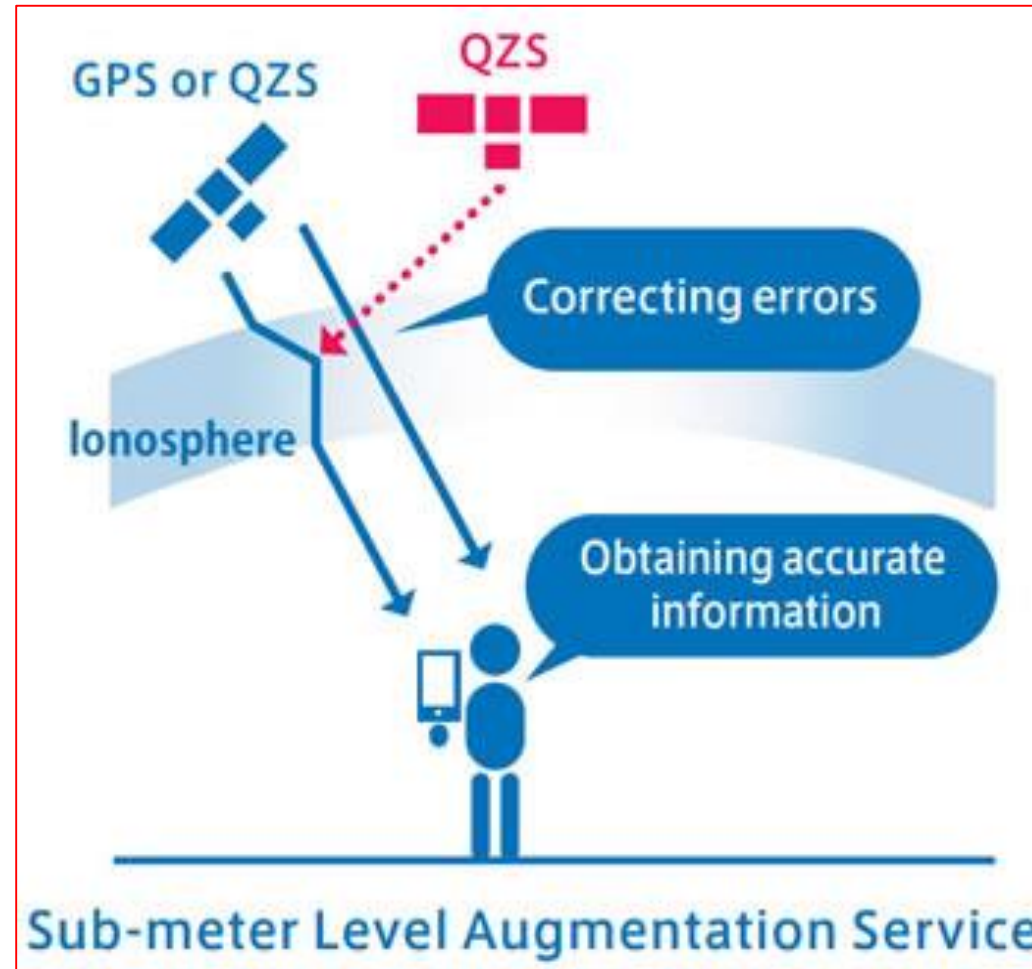 QZS
GPS or QZS
Correcting errors
Ionosphere
Obtaining accurate
information
Sub-meter Level Augmentation Service